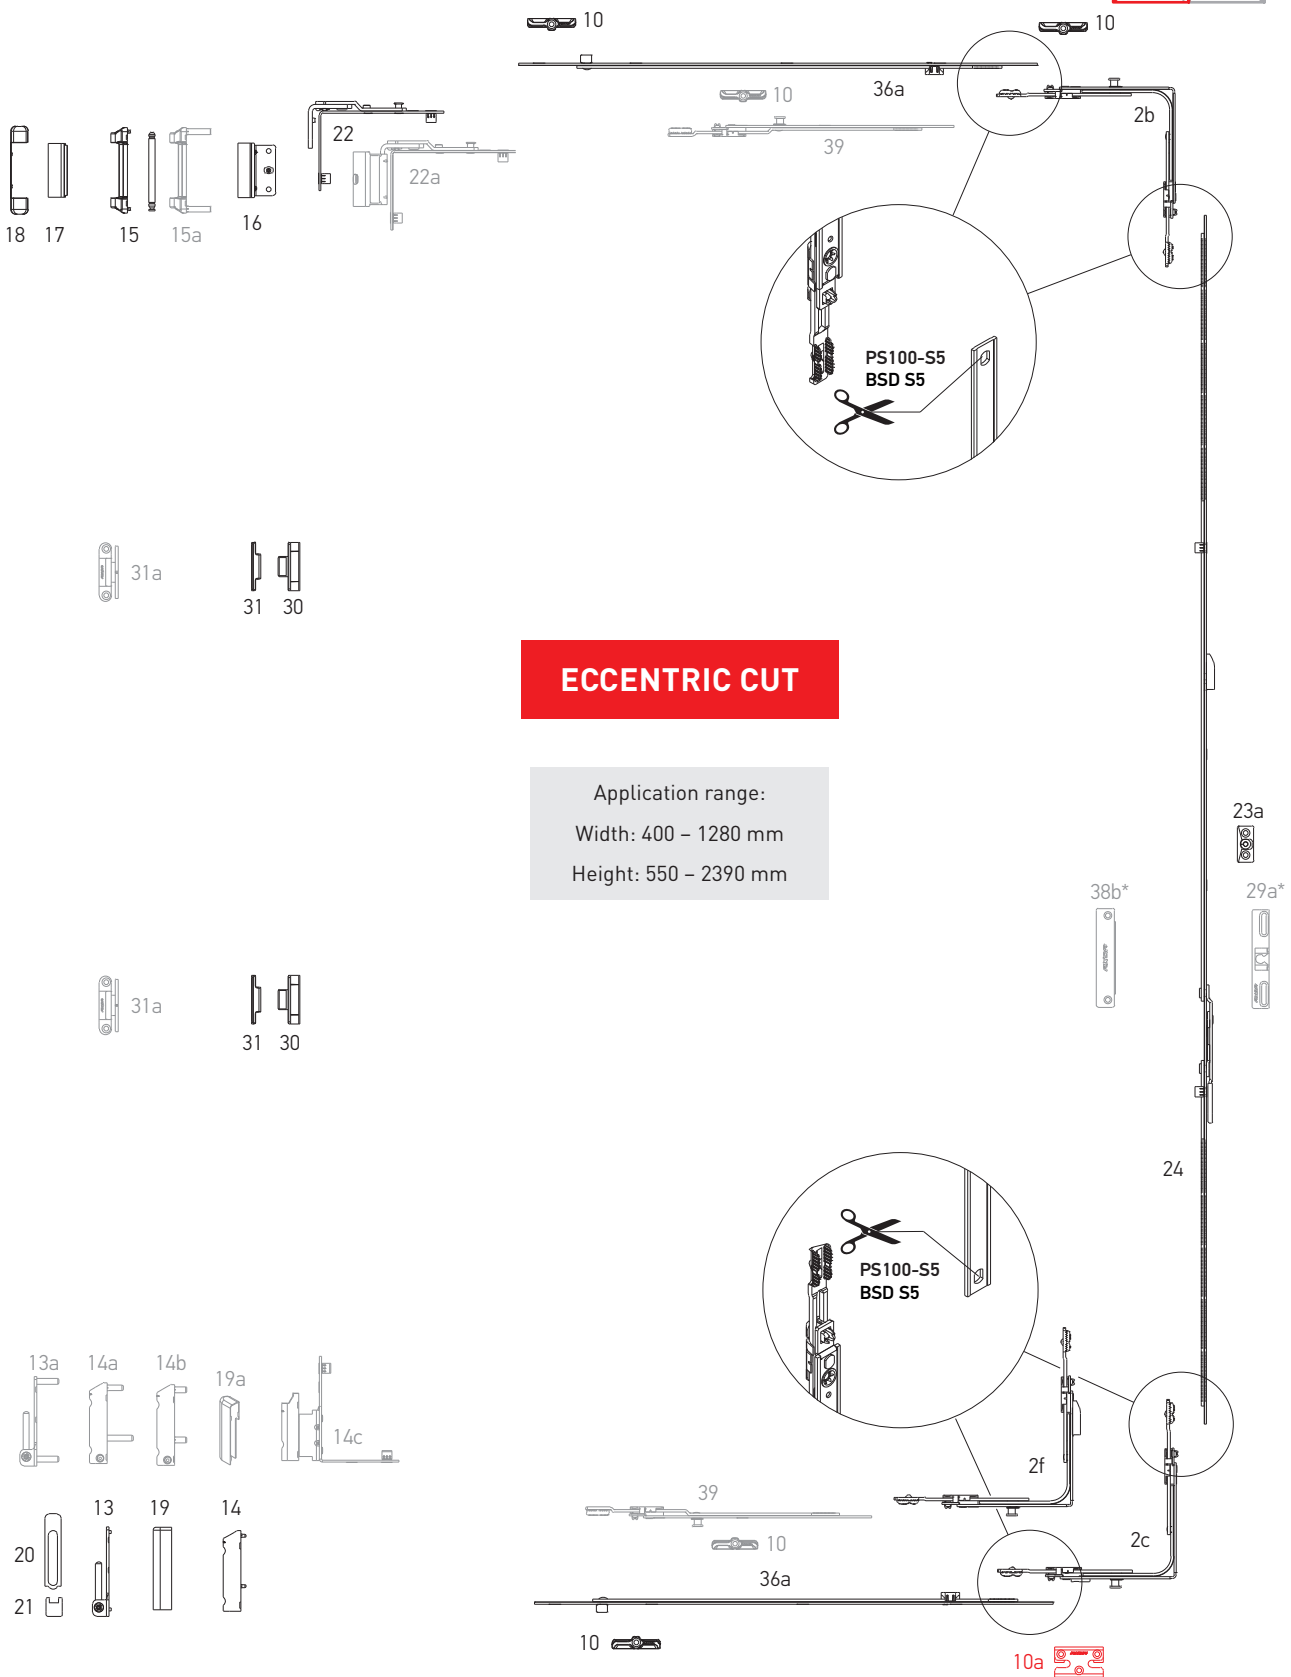 10
10
36a
10
2b
22
39
22a
18
17
15
15a
16
PS100-S5
BSD S5
31a
31
30
ECCENTRIC CUT
Application range:
Width: 400 – 1280 mm
Height: 550 – 2390 mm
23a
38b*
29a*
31a
31
30
24
PS100-S5
BSD S5
13a
14a
14b
19a
14c
2f
39
13
19
14
10
2c
20
36a
21
10
10a